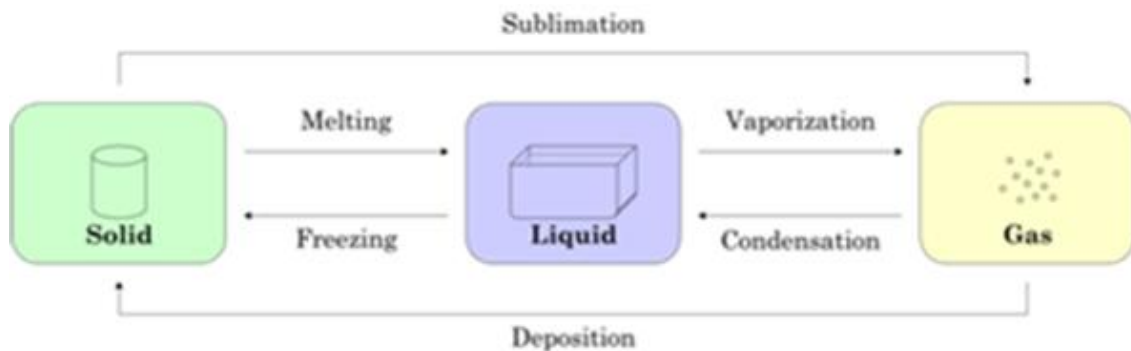 Sublimation
Melting
Vaporization
Solid
Freezing
Liquid
Condensation
Gas
Deposition